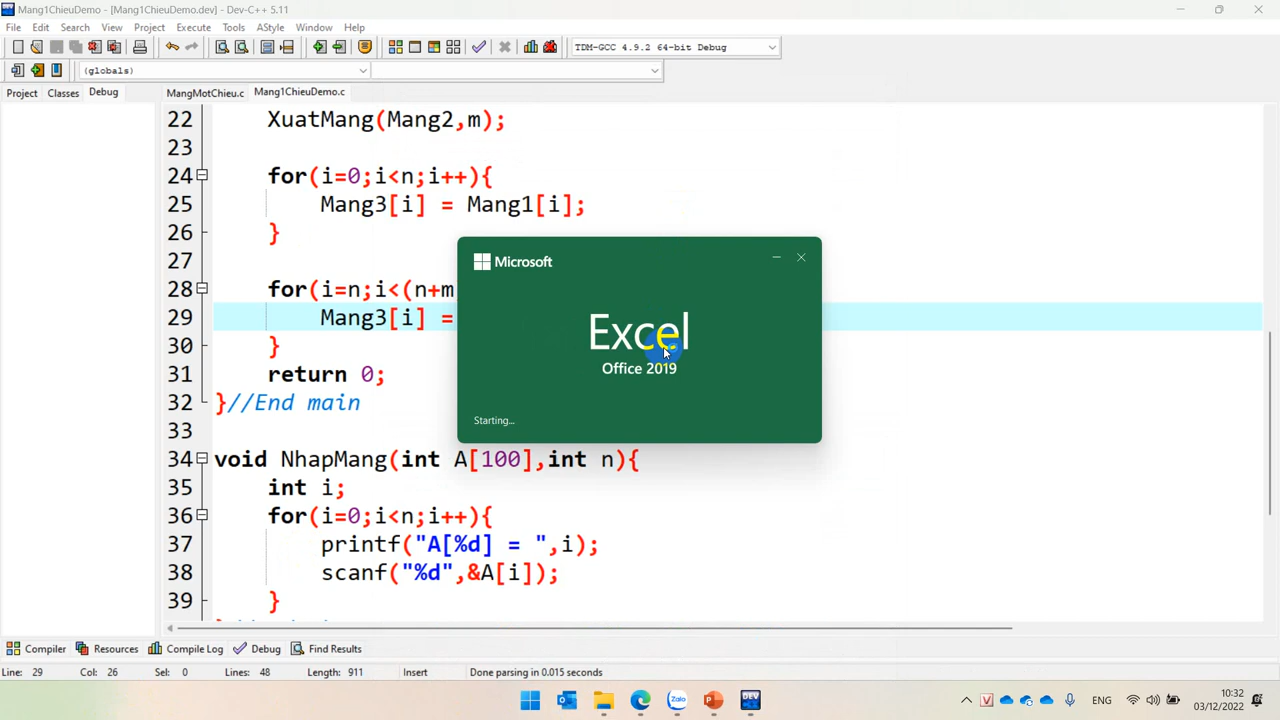 Mang1ChieuDemo - [Mang1ChieuDemo.dev] - Dev-C++ 5.11
File Edit Search View Project Execute Tools AStyle Window Help
TDM-GCC 4.9.2 64-bit Debug
(globals)
Project Classes Debug MangMotChieu.c Mang1ChieuDemo.c
22 XuatMang(Mang2,m);
23
24 for(i=0;i<n;i++){
25 Mang3[i] = Mang1[i];
26 }
27
28 for(i=n;i<(n+m
29 Mang3[i] =
30 }
31 return 0;
32 }//End main
33
34 void NhapMang(int A[100],int n){
35 int i;
36 for(i=0;i<n;i++){
37 printf("A[%d] = ",i);
38 scanf("%d",&A[i]);
39 }
Microsoft
Excel
Office 2019
Starting...
Compiler Resources Compile Log Debug Find Results
Line: 29 Col: 26 Sel: 0 Lines: 48 Length: 911 Insert Done parsing in 0.015 seconds
Zalo DEV V ENG 10:32
03/12/2022